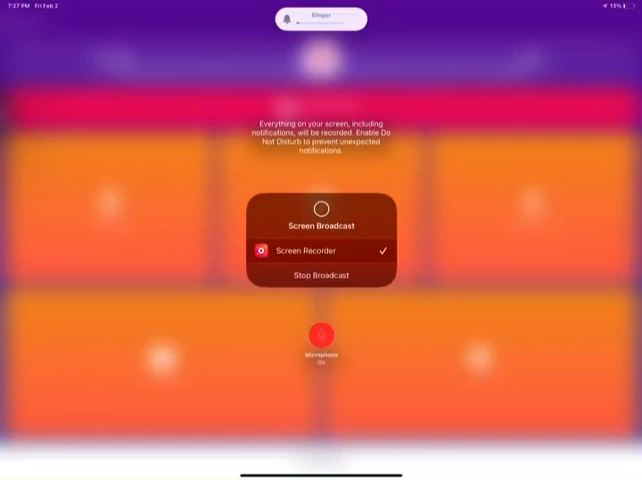 7:27 PM Fri Feb 2
13%
Ringer
Everything on your screen, including
notifications, will be recorded. Enable Do
Not Disturb to prevent unexpected
notifications.
Screen Broadcast
Screen Recorder
Stop Broadcast
Microphone
On